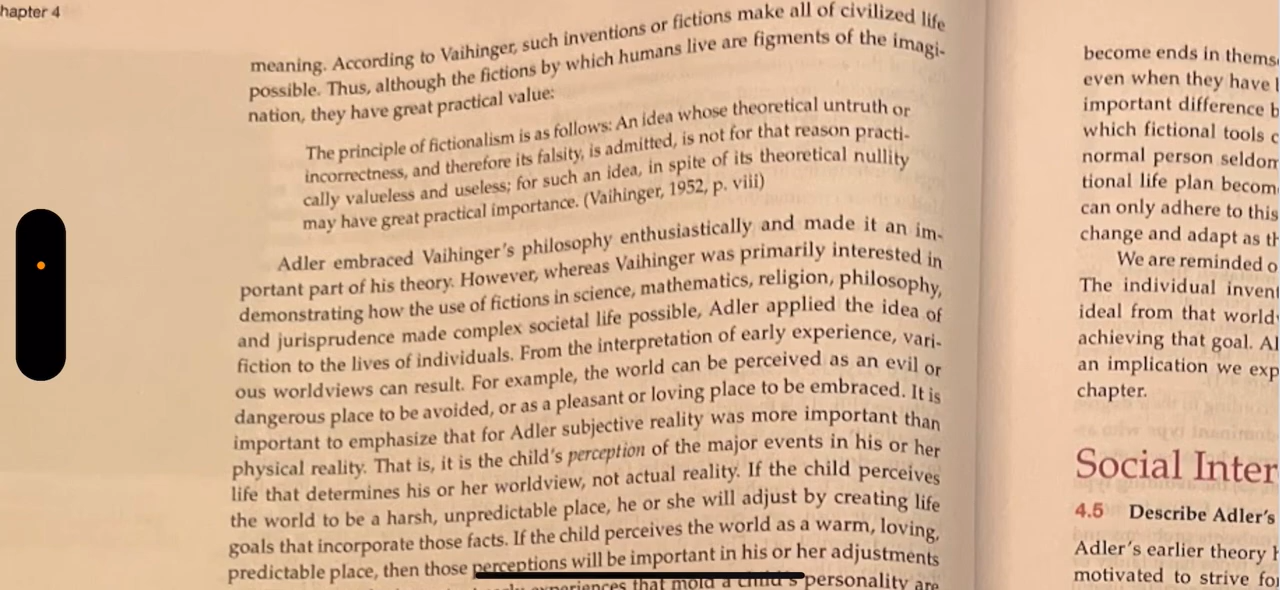 hapter 4
meaning. According to Vaihinger, such inventions or fictions make all of civilized life
possible. Thus, although the fictions by which humans live are figments of the imagi-
nation, they have great practical value:
The principle of fictionalism is as follows: An idea whose theoretical untruth or
incorrectness, and therefore its falsity, is admitted, is not for that reason practi-
cally valueless and useless; for such an idea, in spite of its theoretical nullity
may have great practical importance. (Vaihinger, 1952, p. viii)
Adler embraced Vaihinger's philosophy enthusiastically and made it an im-
portant part of his theory. However, whereas Vaihinger was primarily interested in
demonstrating how the use of fictions in science, mathematics, religion, philosophy,
and jurisprudence made complex societal life possible, Adler applied the idea of
fiction to the lives of individuals. From the interpretation of early experience, vari-
ous worldviews can result. For example, the world can be perceived as an evil or
dangerous place to be avoided, or as a pleasant or loving place to be embraced. It is
important to emphasize that for Adler subjective reality was more important than
physical reality. That is, it is the child's perception of the major events in his or her
life that determines his or her worldview, not actual reality. If the child perceives
the world to be a harsh, unpredictable place, he or she will adjust by creating life
goals that incorporate those facts. If the child perceives the world as a warm, loving,
predictable place, then those perceptions will be important in his or her adjustments
experiences that mold a child's personality are
become ends in thems
even when they have l
important difference b
which fictional tools c
normal person seldom
tional life plan becom
can only adhere to this
change and adapt as th
We are reminded o
The individual invent
ideal from that world
achieving that goal. Al
an implication we exp
chapter.
Social Inter
4.5 Describe Adler's
Adler's earlier theory h
motivated to strive for